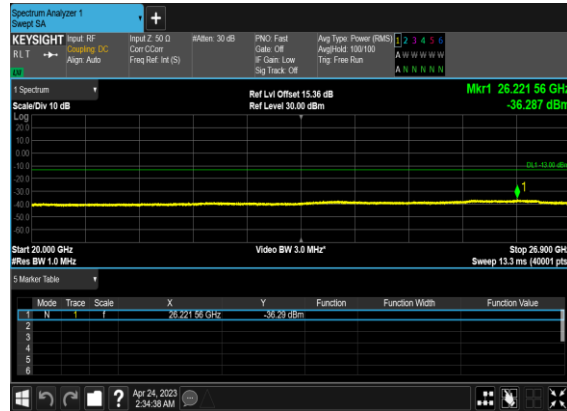 Spectrum Analyzer 1
Swept SA
+
KEYSIGHT Input: RF Input Z: 50 Ω #Atten: 30 dB PNO: Fast Avg Type: Power (RMS) 1 2 3 4 5 6
RLT Coupling: DC Corr CCorr Gate: Off Avg|Hold: 100/100 A W W W W W
Align: Auto Freq Ref: Int (S) IF Gain: Low Trig: Free Run
Sig Track: Off A N N N N N
1 Spectrum Ref Lvl Offset 15.36 dB Mkr1 26.221 56 GHz
Scale/Div 10 dB Ref Level 30.00 dBm -36.287 dBm
Log
20.0
10.0
0.00
-10.0 DL1 -13.00 dBm
-20.0
-30.0 1
-40.0
-50.0
-60.0
Start 20.000 GHz Video BW 3.0 MHz* Stop 26.900 GHz
#Res BW 1.0 MHz Sweep 13.3 ms (40001 pts
5 Marker Table
Mode Trace Scale X Y Function Function Width Function Value
1 N 1 f 26.221 56 GHz -36.29 dBm
2
3
4
5
6
? Apr 24, 2023
2:34:38 AM